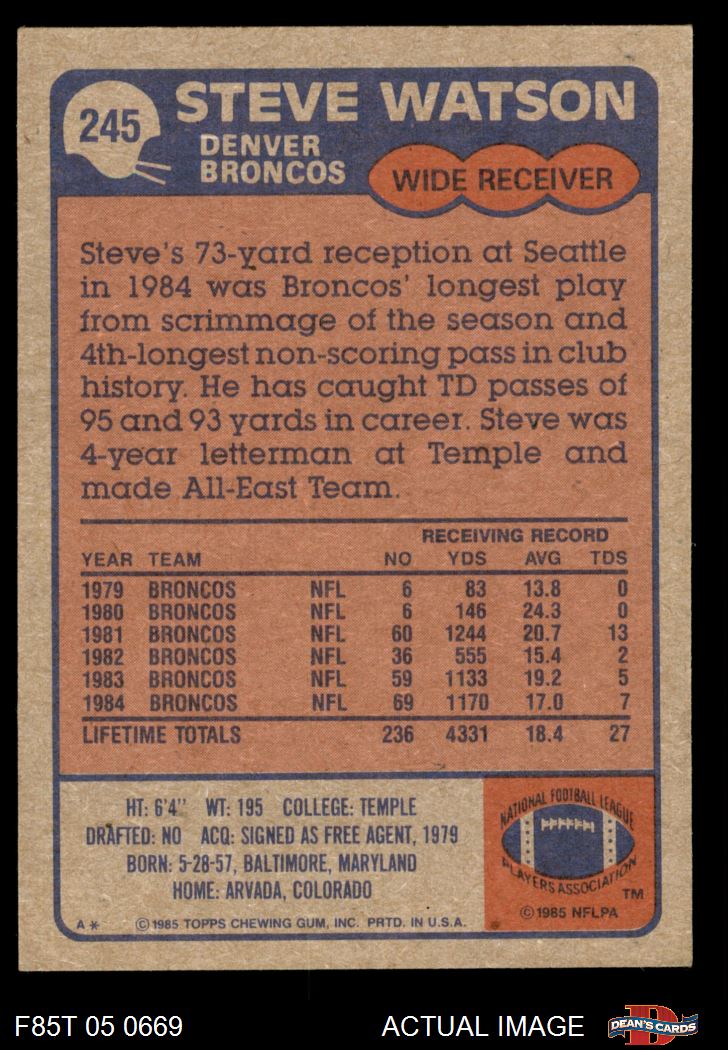 245
STEVE WATSON
DENVER
BRONCOS
WIDE RECEIVER
Steve's 73-yard reception at Seattle
in 1984 was Broncos' longest play
from scrimmage of the season and
4th-longest non-scoring pass in club
history. He has caught TD passes of
95 and 93 yards in career. Steve was
4-year letterman at Temple and
made All-East Team.
RECEIVING RECORD
YEAR TEAM NO YDS AVG TDS
1979 BRONCOS NFL 6 83 13.8 0
1980 BRONCOS NFL 6 146 24.3 0
1981 BRONCOS NFL 60 1244 20.7 13
1982 BRONCOS NFL 36 555 15.4 2
1983 BRONCOS NFL 59 1133 19.2 5
1984 BRONCOS NFL 69 1170 17.0 7
LIFETIME TOTALS 236 4331 18.4 27
HT: 6'4" WT: 195 COLLEGE: TEMPLE
DRAFTED: NO ACQ: SIGNED AS FREE AGENT, 1979
BORN: 5-28-57, BALTIMORE, MARYLAND
HOME: ARVADA, COLORADO
A* © 1985 TOPPS CHEWING GUM, INC. PRTD. IN U.S.A.
NATIONAL FOOTBALL LEAGUE
PLAYERS ASSOCIATION
TM
© 1985 NFLPA
F85T 05 0669
ACTUAL IMAGE
D
DEAN'S CARDS